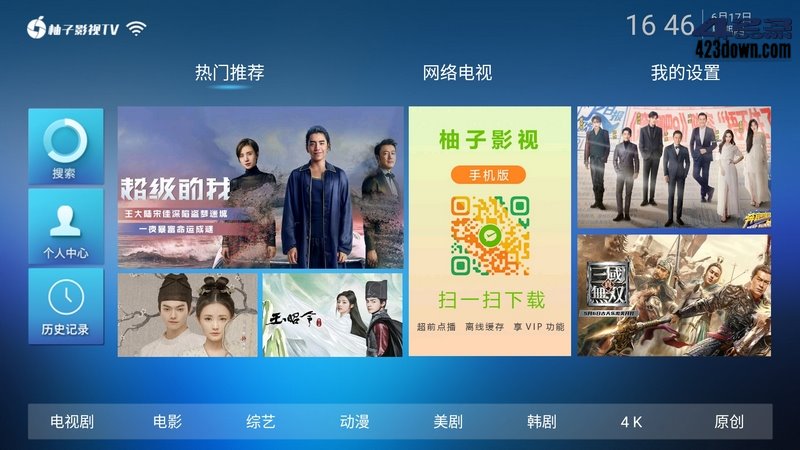 柚子影视TV
16 46
6月17日
423down.com
热门推荐
网络电视
我的设置
搜索
个人中心
历史记录
超级的我
王大陆宋佳深陷盗梦迷城
一夜暴富命运成谜
玉昭令
柚子影视
手机版
扫一扫下载
超前点播 离线缓存 享 VIP 功能
三國
無双
电视剧
电影
综艺
动漫
美剧
韩剧
4 K
原创